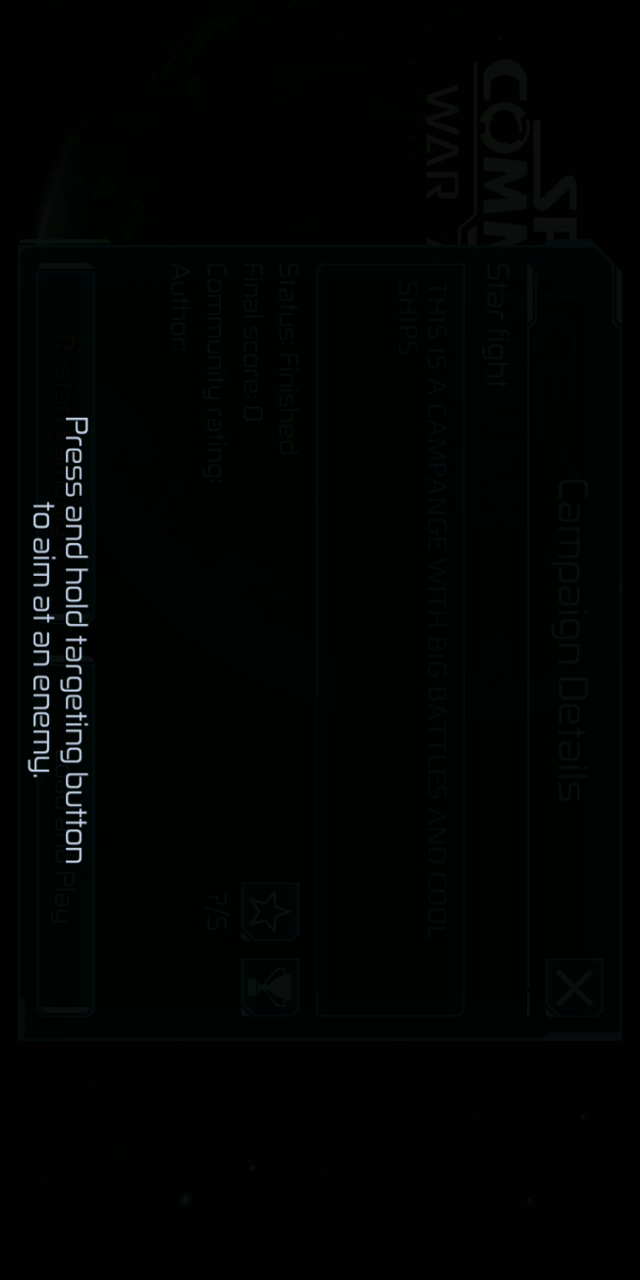 Campaign Details
Star fight
THIS IS A CAMPANGE WITH BIG BATTLES AND COOL
SHIPS
Status: Finished
Final score: 0
Community rating:
?/5
Author:
Play
Press and hold targeting button
to aim at an enemy.